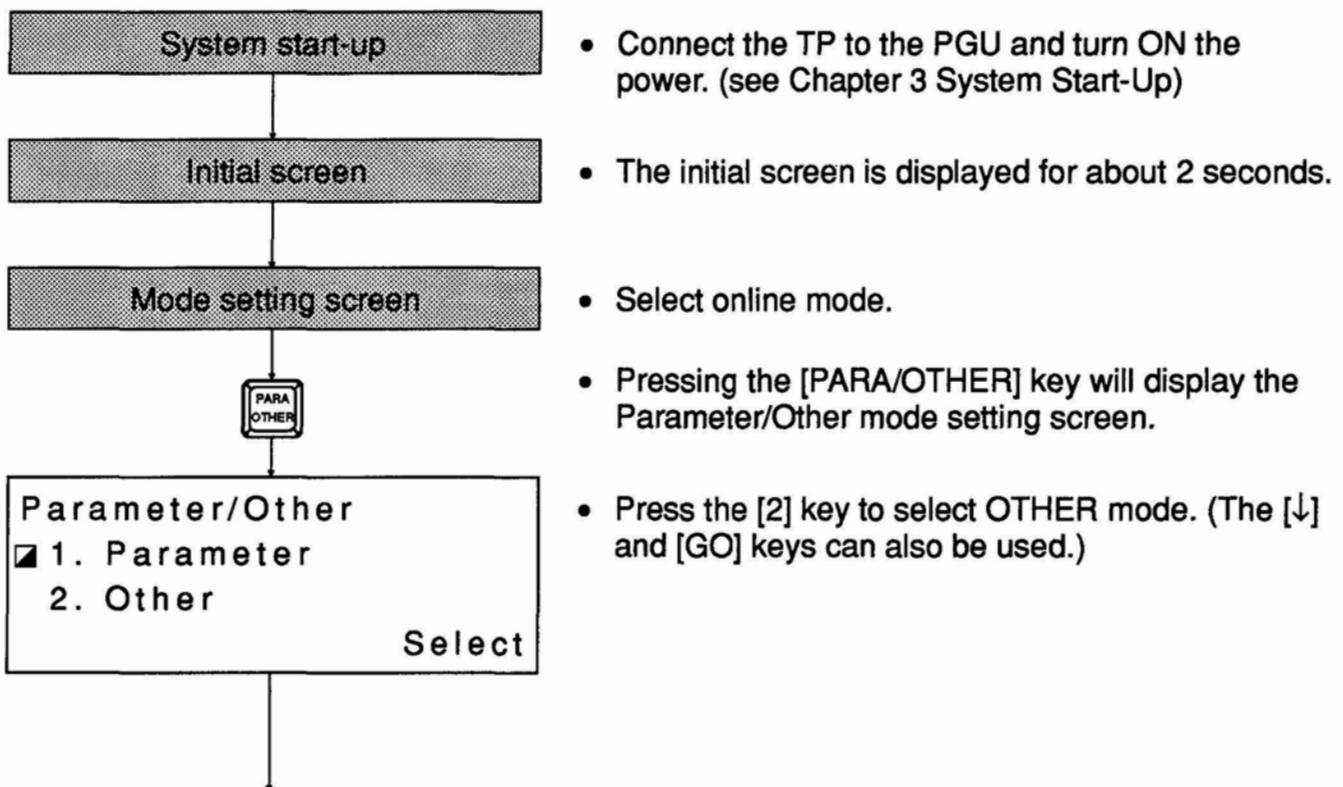 System start-up
• Connect the TP to the PGU and turn ON the
power. (see Chapter 3 System Start-Up)
Initial screen
• The initial screen is displayed for about 2 seconds.
Mode setting screen
• Select online mode.
PARA
OTHER
• Pressing the [PARA/OTHER] key will display the
Parameter/Other mode setting screen.
Parameter/Other
1. Parameter
2. Other
Select
• Press the [2] key to select OTHER mode. (The [↓]
and [GO] keys can also be used.)